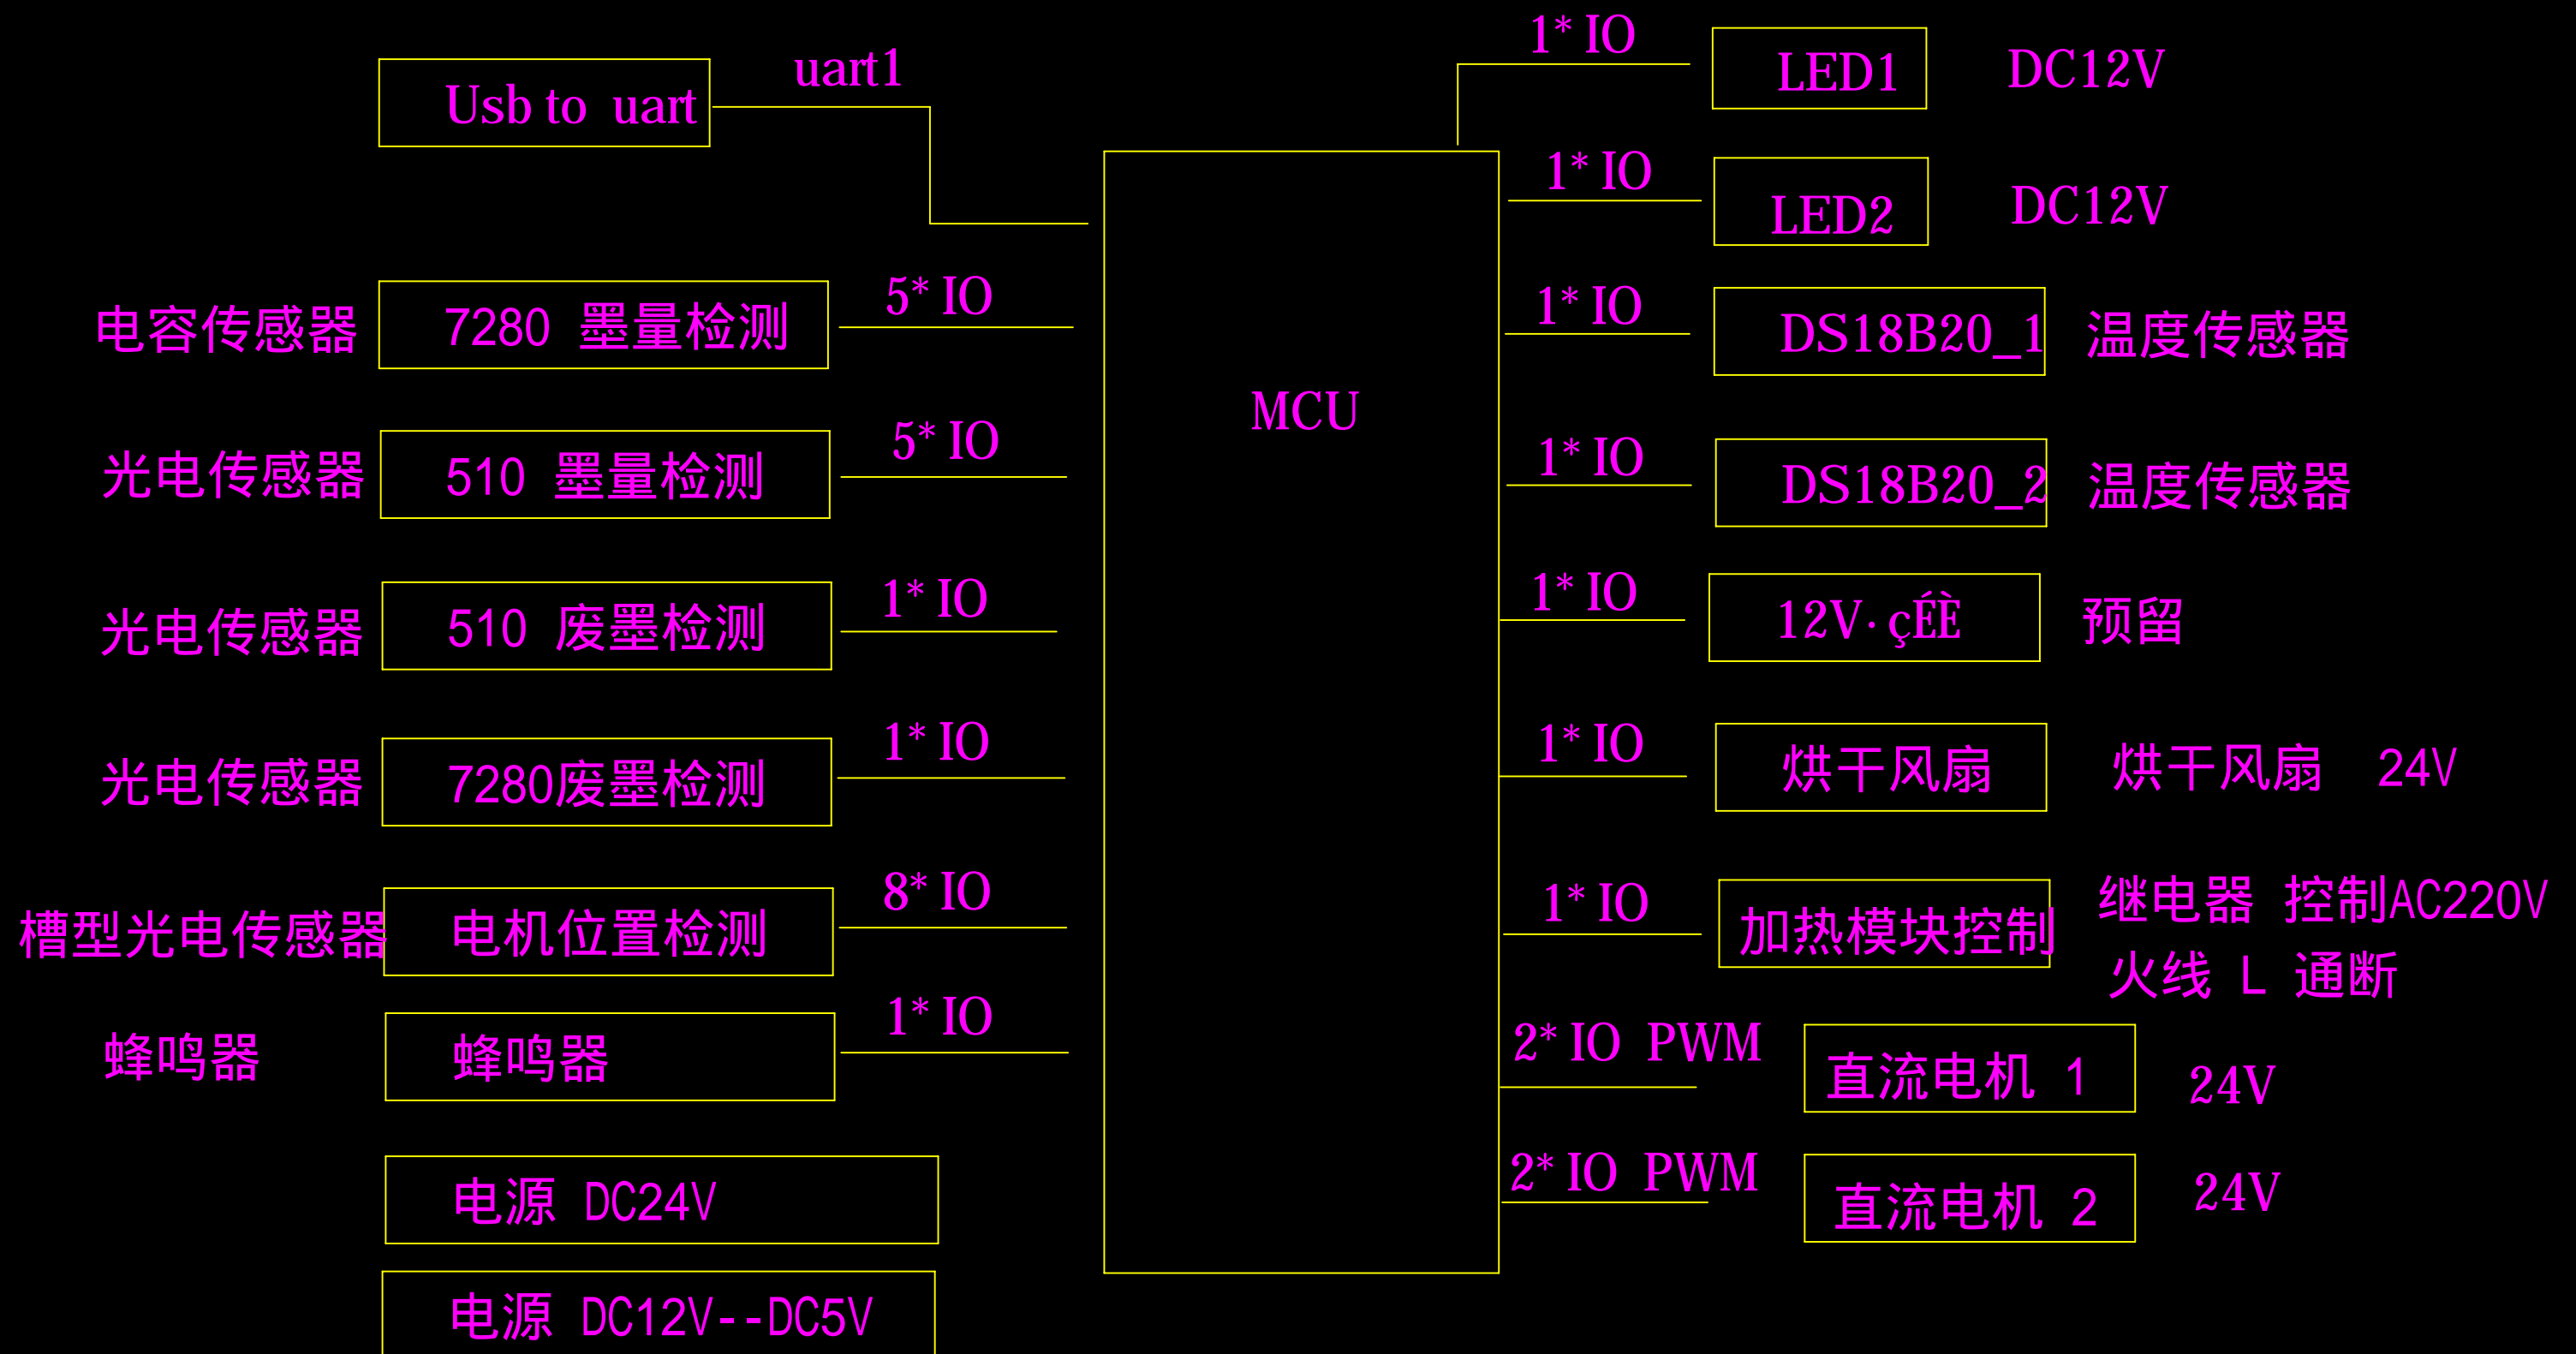 Usb to uart
uart1
电容传感器
7280 墨量检测
5* IO
光电传感器
510 墨量检测
5* IO
光电传感器
510 废墨检测
1* IO
光电传感器
7280废墨检测
1* IO
槽型光电传感器
电机位置检测
8* IO
蜂鸣器
蜂鸣器
1* IO
电源 DC24V
电源 DC12V--DC5V
MCU
1* IO
LED1
DC12V
1* IO
LED2
DC12V
1* IO
DS18B20_1
温度传感器
1* IO
DS18B20_2
温度传感器
1* IO
12V·çÉÈ
预留
1* IO
烘干风扇
烘干风扇 24V
1* IO
加热模块控制
继电器 控制AC220V
火线 L 通断
2* IO PWM
直流电机 1
24V
2* IO PWM
直流电机 2
24V